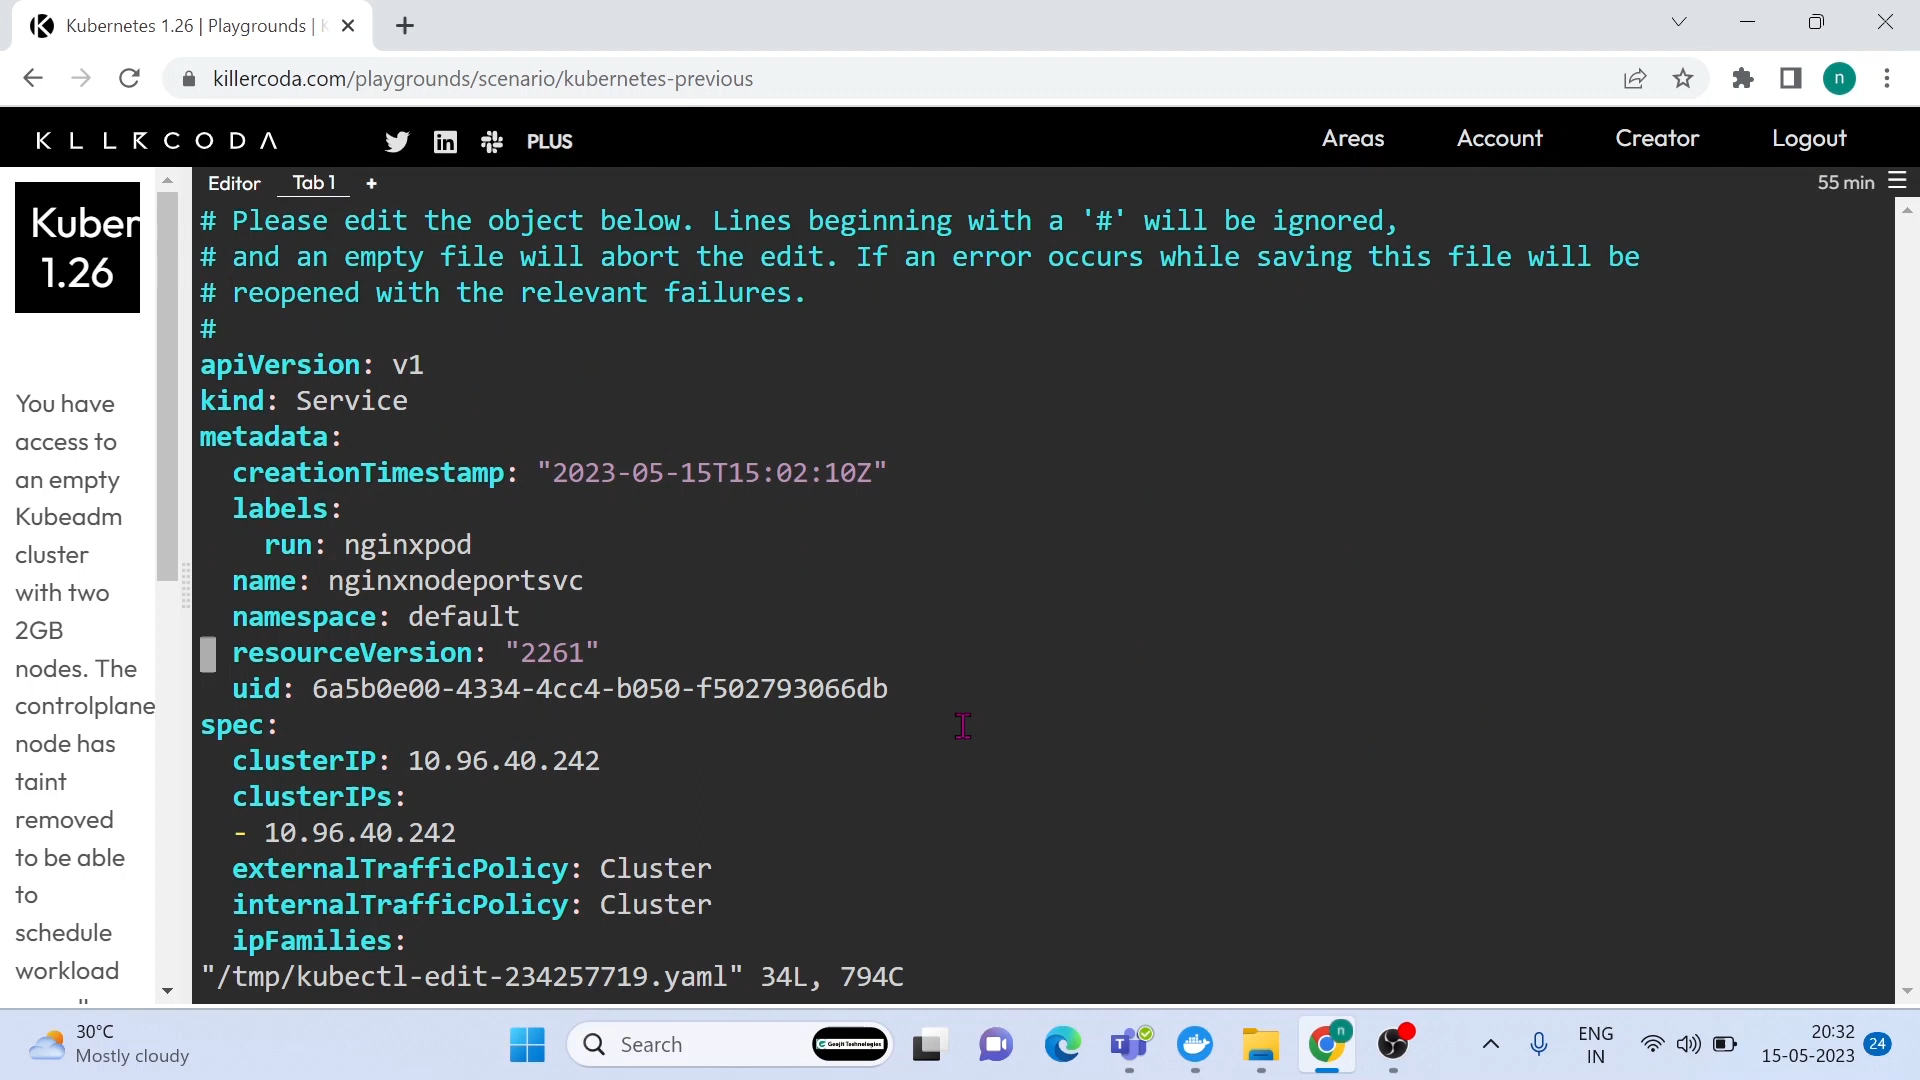 Kubernetes 1.26 | Playgrounds |
killercoda.com/playgrounds/scenario/kubernetes-previous
n
KLLRCODA
PLUS
Areas
Account
Creator
Logout
Editor
Tab 1
+
55 min
Kuber
1.26
You have
access to
an empty
Kubeadm
cluster
with two
2GB
nodes. The
controlplane
node has
taint
removed
to be able
to
schedule
workload
# Please edit the object below. Lines beginning with a '#' will be ignored,
# and an empty file will abort the edit. If an error occurs while saving this file will be
# reopened with the relevant failures.
#
apiVersion: v1
kind: Service
metadata:
  creationTimestamp: "2023-05-15T15:02:10Z"
  labels:
    run: nginxpod
  name: nginxnodeportsvc
  namespace: default
  resourceVersion: "2261"
  uid: 6a5b0e00-4334-4cc4-b050-f502793066db
spec:
  clusterIP: 10.96.40.242
  clusterIPs:
  - 10.96.40.242
  externalTrafficPolicy: Cluster
  internalTrafficPolicy: Cluster
  ipFamilies:
"/tmp/kubectl-edit-234257719.yaml" 34L, 794C
30°C
Mostly cloudy
Search
Geojit Technologies
n
ENG
IN
20:32
15-05-2023
24